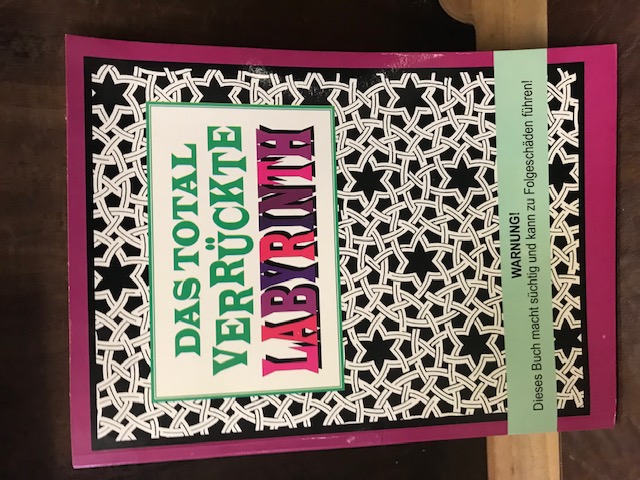 DAS TOTAL
VERRÜCKTE
LABYRINTH
WARNUNG!
Dieses Buch macht süchtig und kann zu Folgeschäden führen!